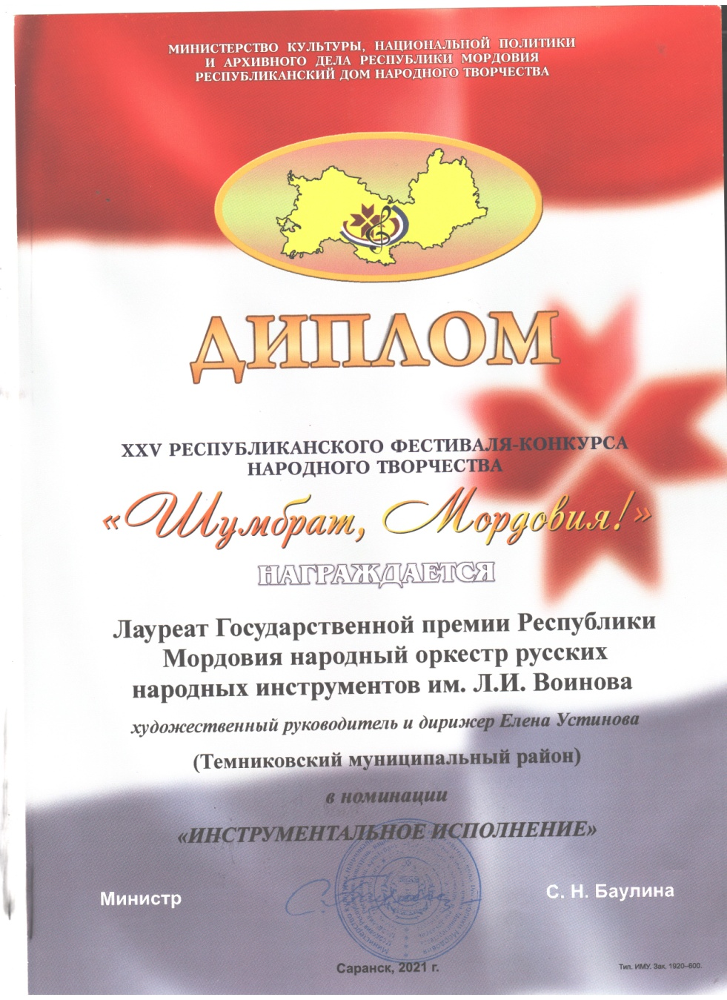 МИНИСТЕРСТВО КУЛЬТУРЫ, НАЦИОНАЛЬНОЙ ПОЛИТИКИ
И АРХИВНОГО ДЕЛА РЕСПУБЛИКИ МОРДОВИЯ
РЕСПУБЛИКАНСКИЙ ДОМ НАРОДНОГО ТВОРЧЕСТВА
ДИПЛОМ
XXV РЕСПУБЛИКАНСКОГО ФЕСТИВАЛЯ-КОНКУРСА
НАРОДНОГО ТВОРЧЕСТВА
«Шумбрат, Мордовия!»
НАГРАЖДАЕТСЯ
Лауреат Государственной премии Республики
Мордовия народный оркестр русских
народных инструментов им. Л.И. Воинова
художественный руководитель и дирижер Елена Устинова
(Темниковский муниципальный район)
в номинации
«ИНСТРУМЕНТАЛЬНОЕ ИСПОЛНЕНИЕ»
Министр
С. Н. Баулина
Саранск, 2021 г.
Тип. ИМУ. Зак. 1920–600.